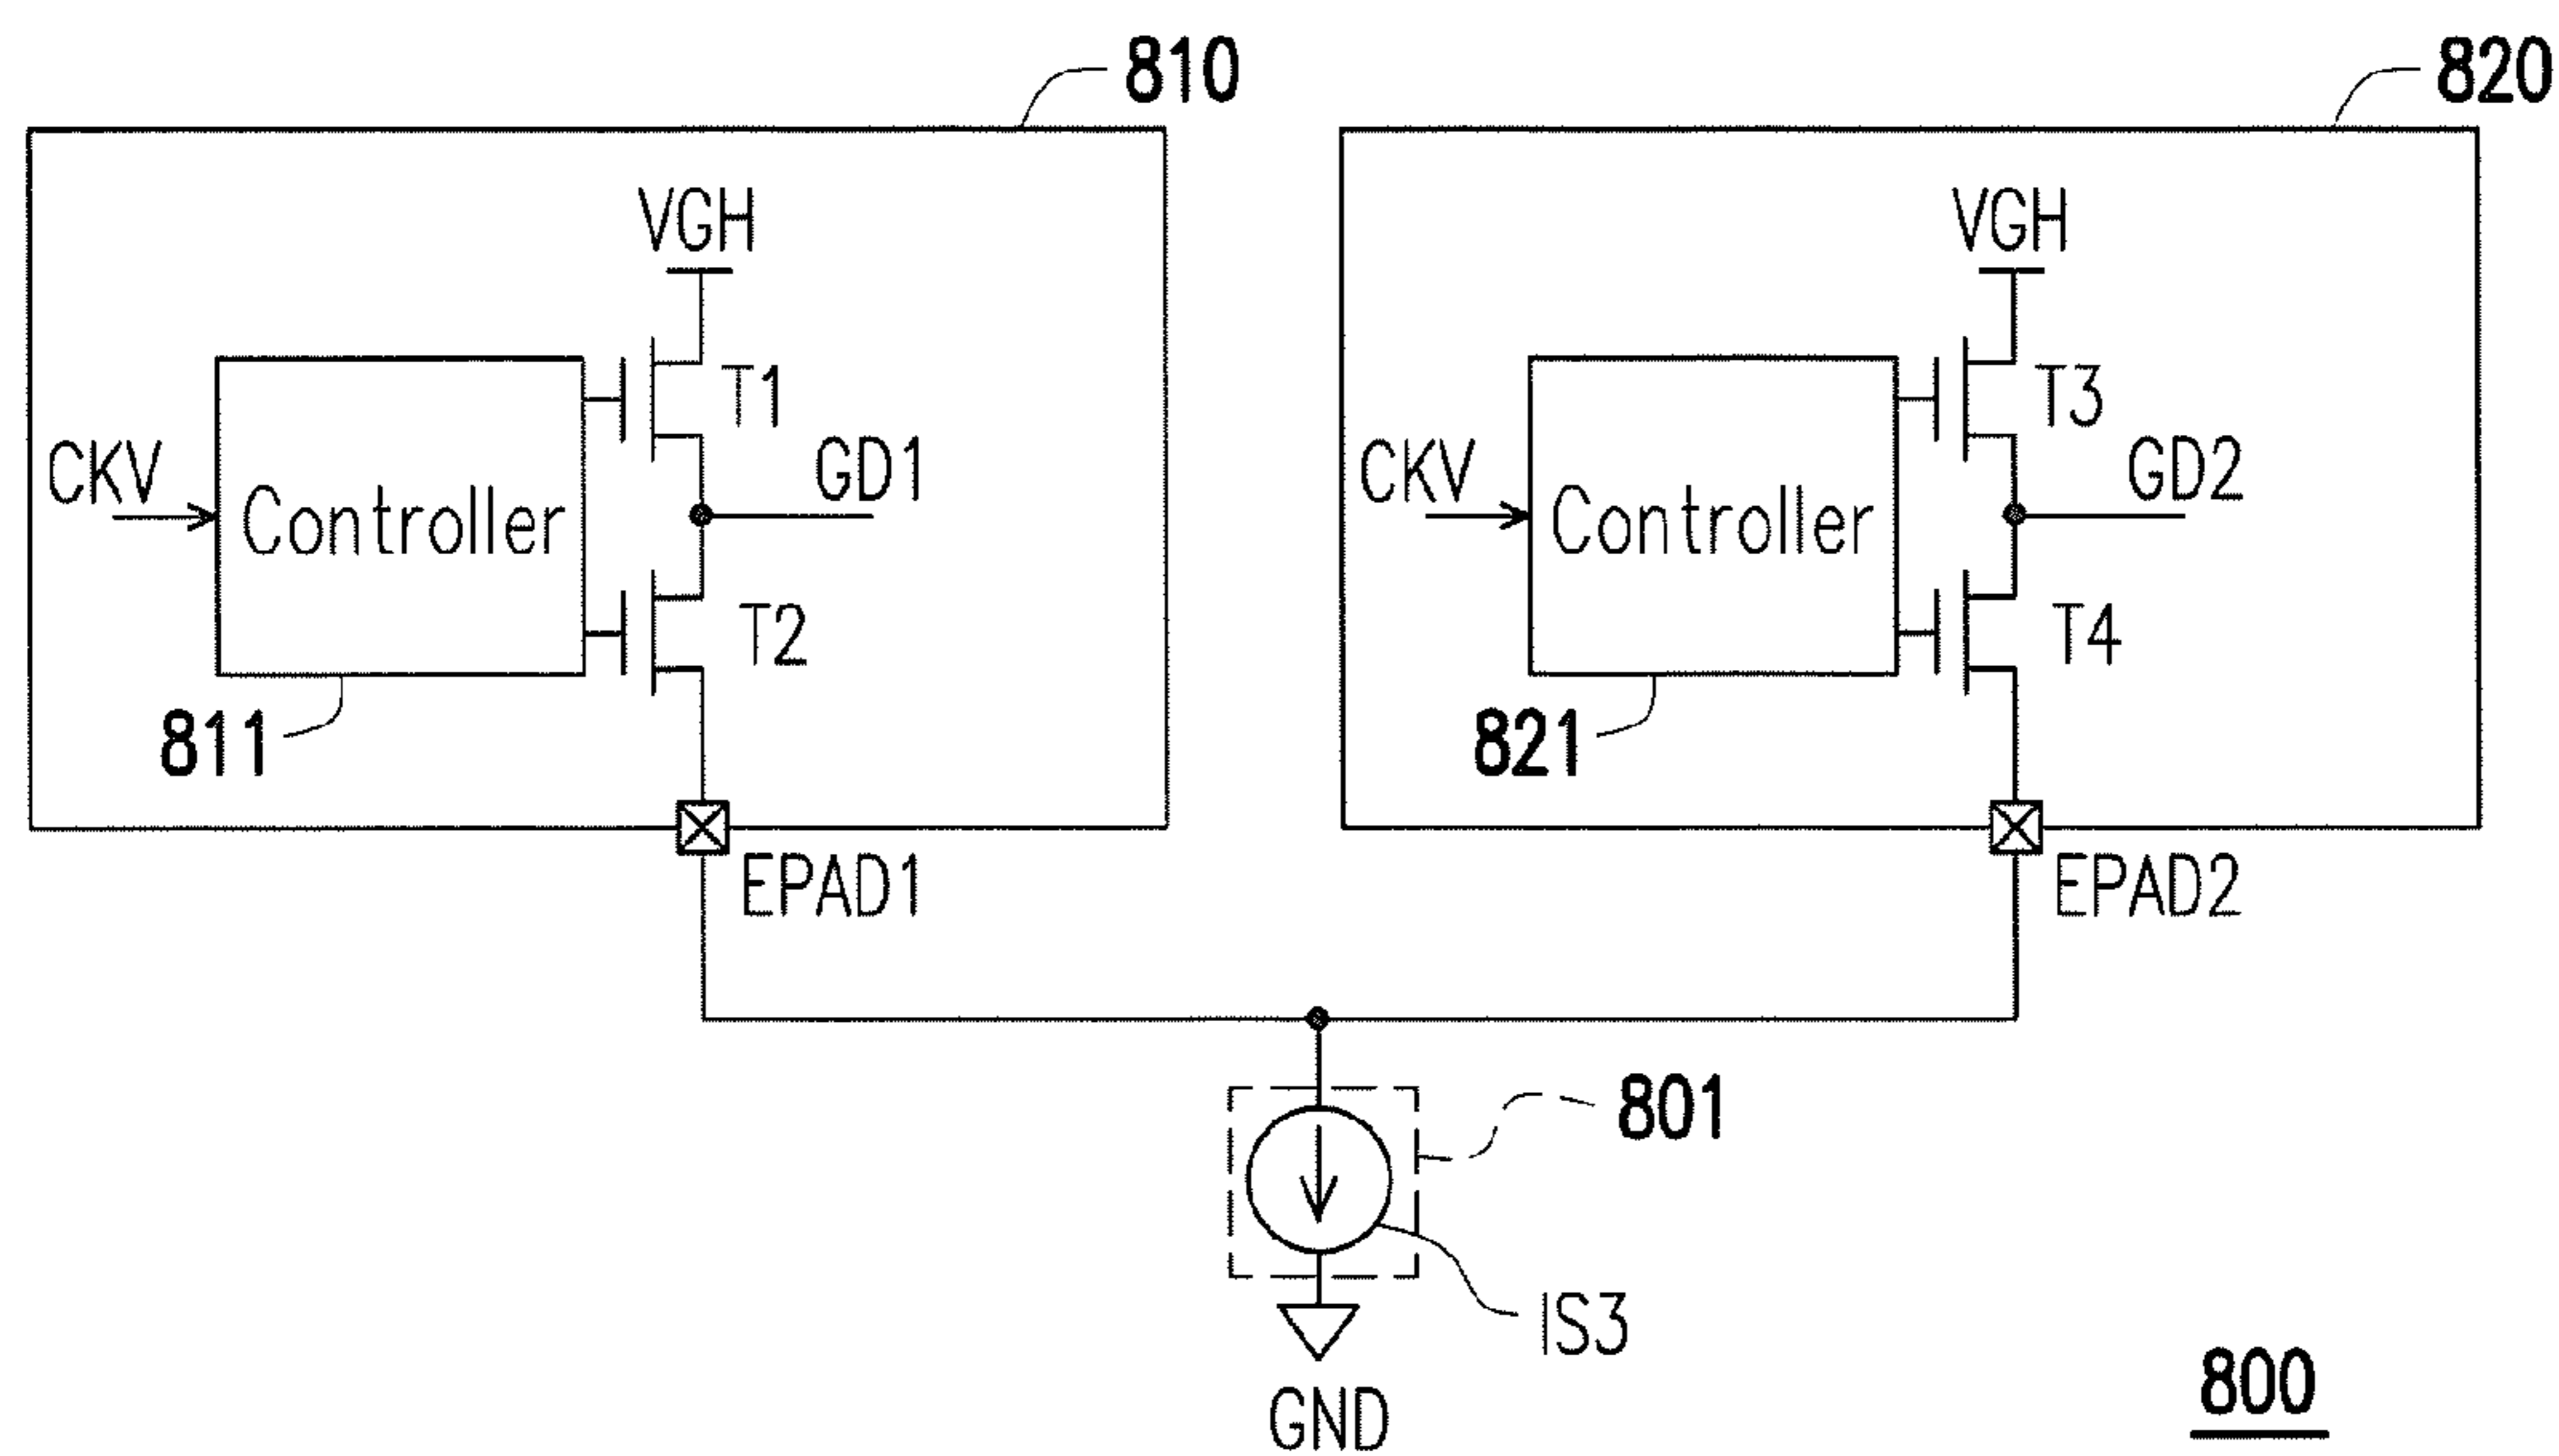 810
820
VGH
VGH
T1
T3
CKV
Controller
GD1
CKV
Controller
GD2
T2
T4
811
821
EPAD1
EPAD2
801
IS3
GND
800